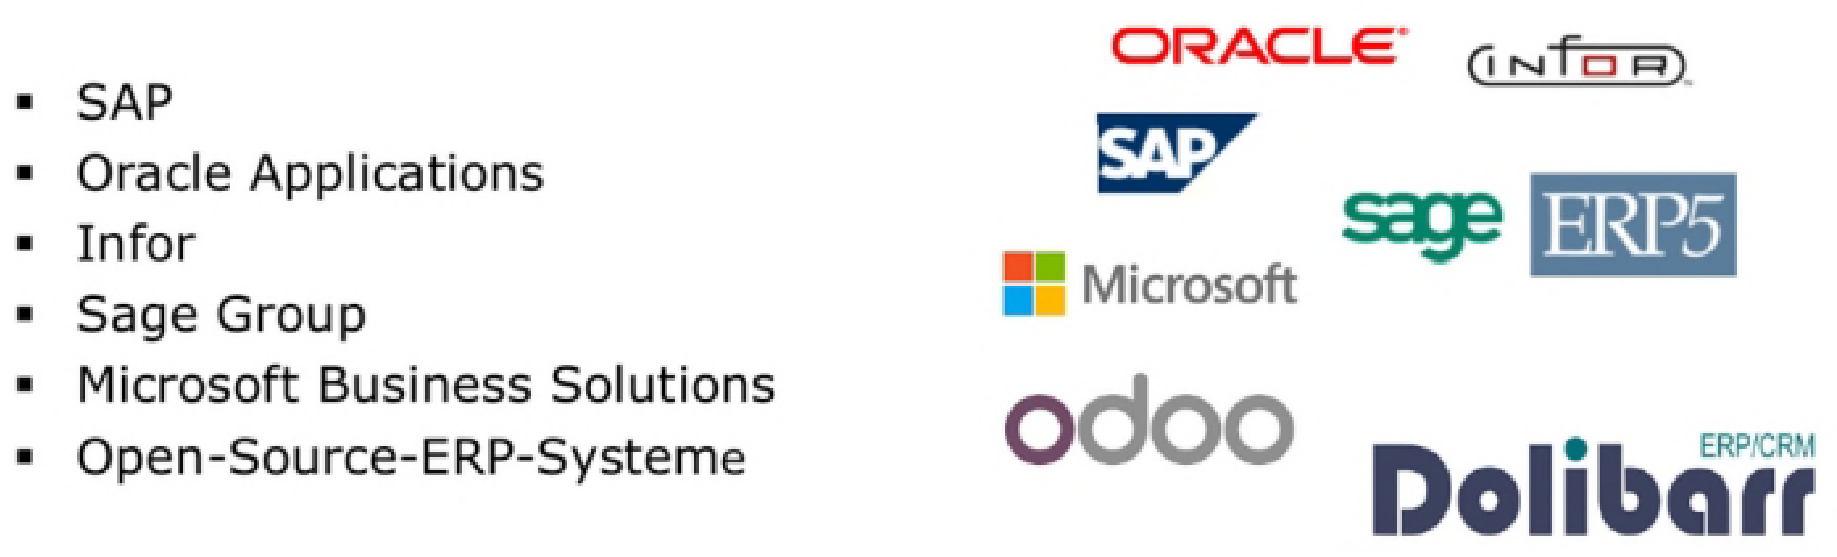 ▪ SAP
▪ Oracle Applications
▪ Infor
▪ Sage Group
▪ Microsoft Business Solutions
▪ Open-Source-ERP-Systeme
ORACLE®
infor™
SAP
sage
ERP5
Microsoft
odoo
ERP/CRM
Dolibarr